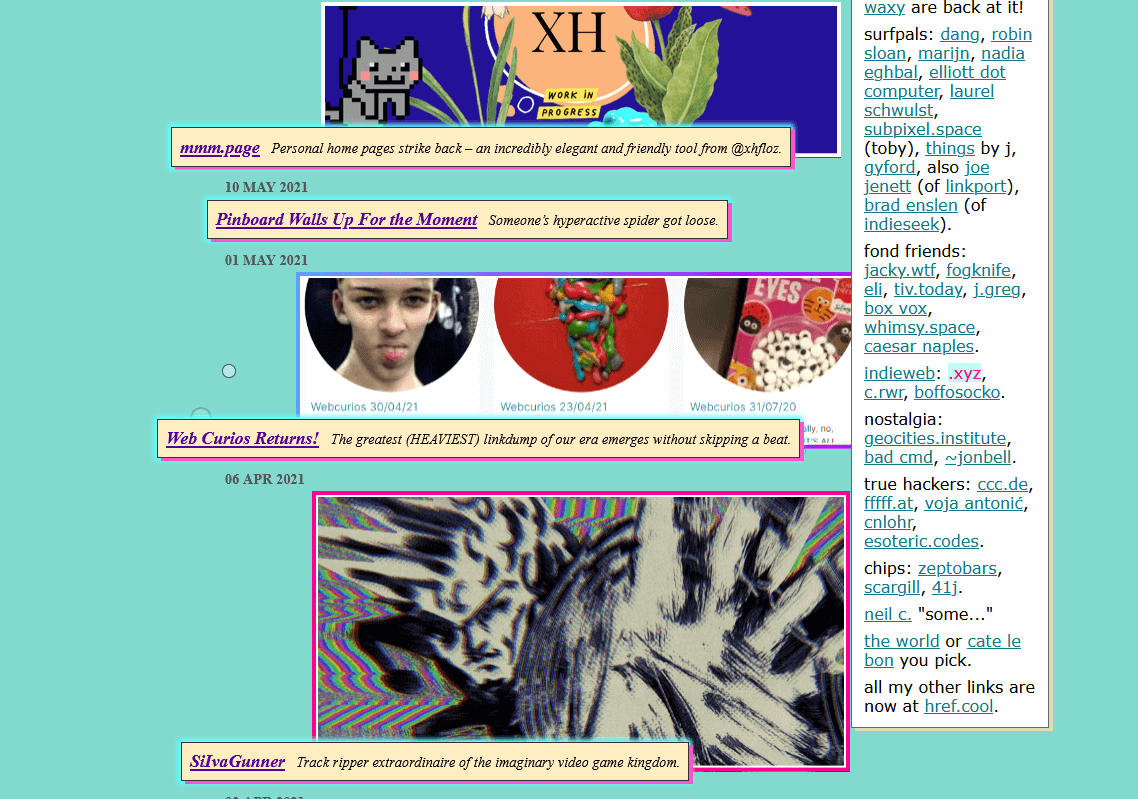 XH
WORK IN
PROGRESS
mmm.page Personal home pages strike back – an incredibly elegant and friendly tool from @xhfloz.
10 MAY 2021
Pinboard Walls Up For the Moment Someone's hyperactive spider got loose.
01 MAY 2021
EYES
Webcurios 30/04/21
Webcurios 23/04/21
Webcurios 31/07/20
ally, no,
IT'S ALL
Web Curios Returns! The greatest (HEAVIEST) linkdump of our era emerges without skipping a beat.
06 APR 2021
SiIvaGunner Track ripper extraordinaire of the imaginary video game kingdom.
waxy are back at it!
surfpals: dang, robin
sloan, marijn, nadia
eghbal, elliott dot
computer, laurel
schwulst,
subpixel.space
(toby), things by j,
gyford, also joe
jenett (of linkport),
brad enslen (of
indieseek).
fond friends:
jacky.wtf, fogknife,
eli, tiv.today, j.greg,
box vox,
whimsy.space,
caesar naples.
indieweb: .xyz,
c.rwr, boffosocko.
nostalgia:
geocities.institute,
bad cmd, ~jonbell.
true hackers: ccc.de,
fffff.at, voja antonić,
cnlohr,
esoteric.codes.
chips: zeptobars,
scargill, 41j.
neil c. "some..."
the world or cate le
bon you pick.
all my other links are
now at href.cool.